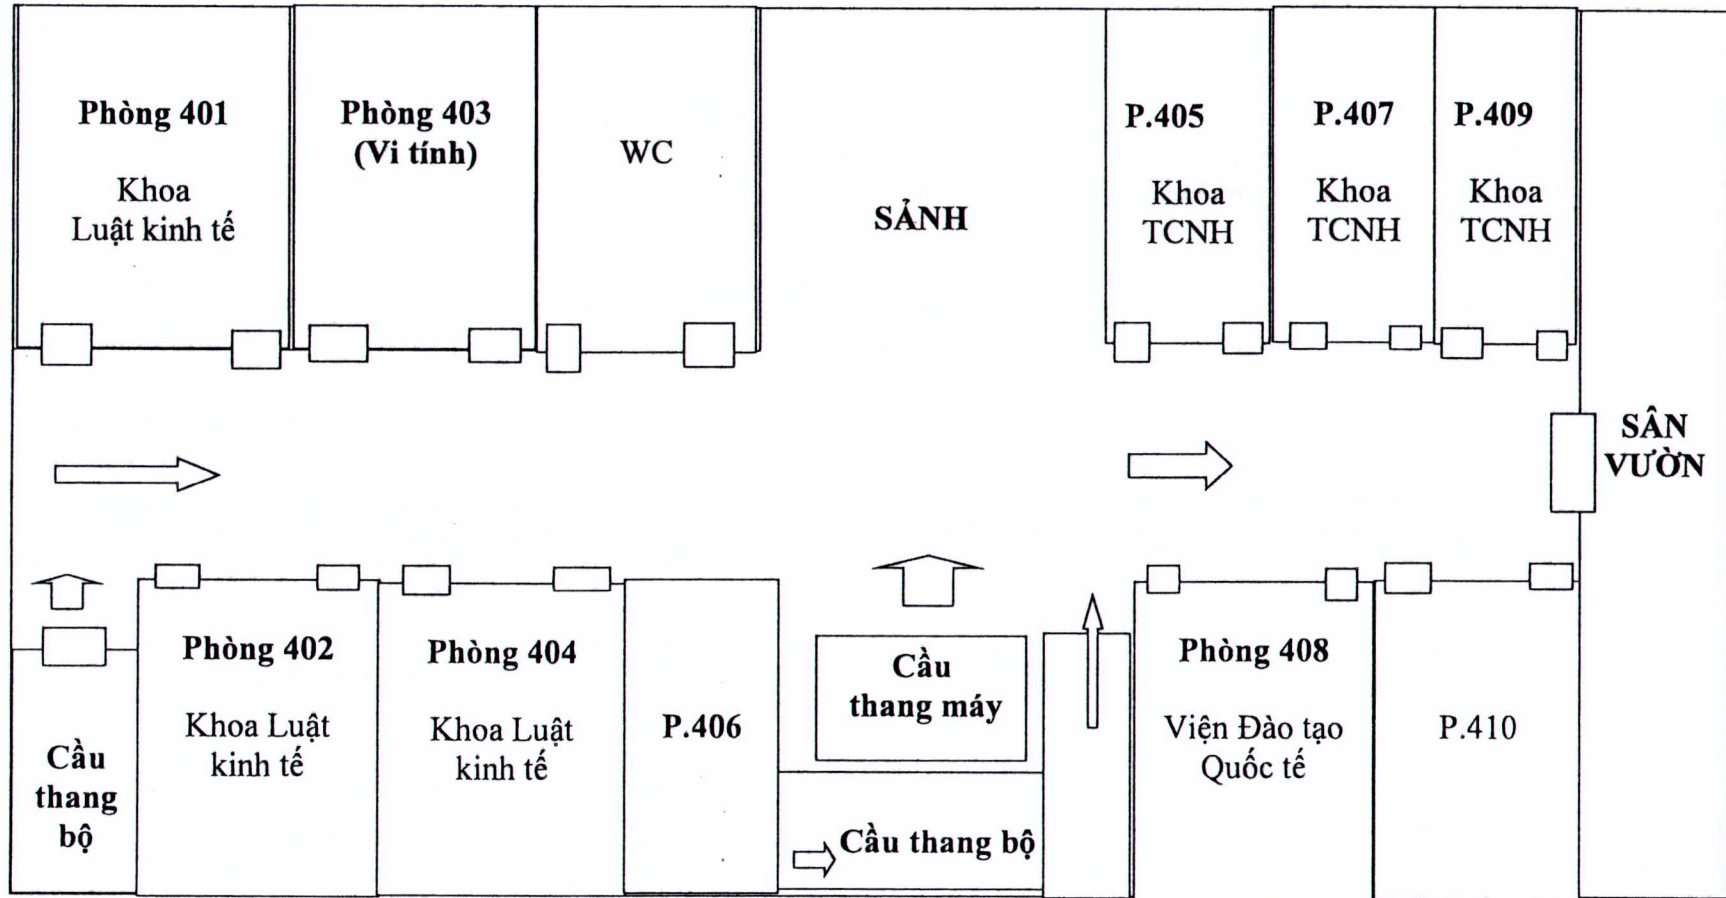 Phòng 401
Khoa
Luật kinh tế
Phòng 403
(Vi tính)
WC
SẢNH
P.405
Khoa
TCNH
P.407
Khoa
TCNH
P.409
Khoa
TCNH
SÂN
VƯỜN
Cầu
thang
bộ
Phòng 402
Khoa Luật
kinh tế
Phòng 404
Khoa Luật
kinh tế
P.406
Cầu
thang máy
Cầu thang bộ
Phòng 408
Viện Đào tạo
Quốc tế
P.410